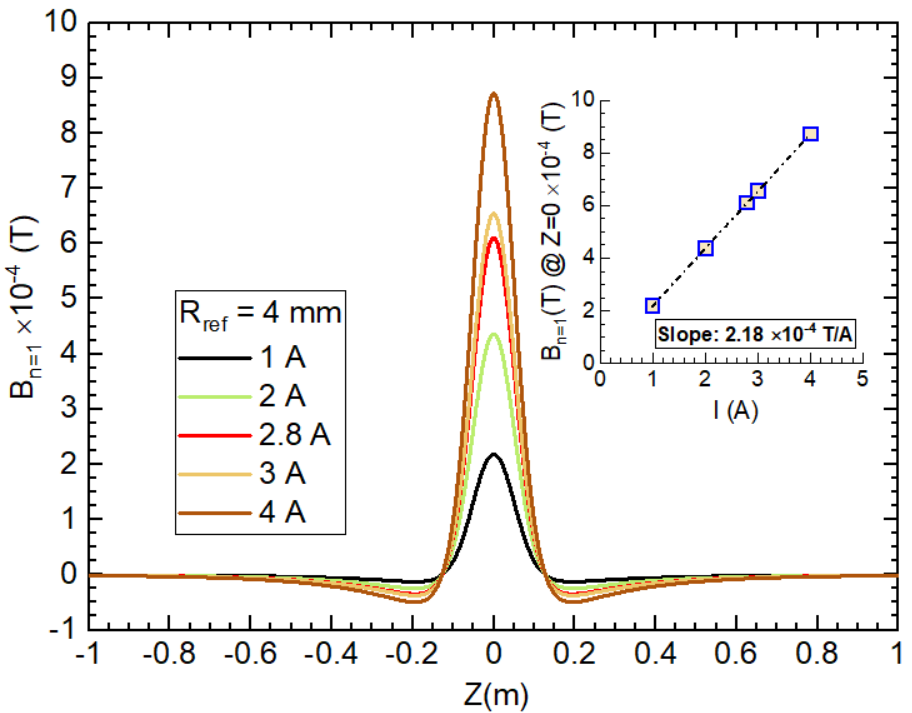 B_{n=1} ×10^{-4} (T)
10
9
8
7
6
5
4
3
2
1
0
-1
-1 -0.8 -0.6 -0.4 -0.2 0 0.2 0.4 0.6 0.8 1
Z(m)
R_{ref} = 4 mm
1 A
2 A
2.8 A
3 A
4 A
B_{n=1}(T) @ Z=0 ×10^{-4} (T)
10
8
6
4
2
0
0 1 2 3 4 5
I (A)
Slope: 2.18 ×10^{-4} T/A